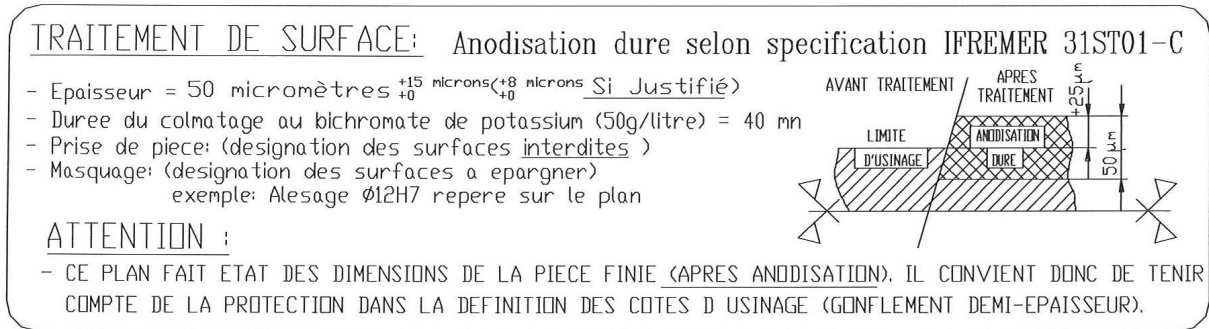 TRAITEMENT DE SURFACE: Anodisation dure selon specification IFREMER 31ST01-C
- Epaisseur = 50 micromètres +15 +0 microns(+8 +0 microns Si Justifié)
- Duree du colmatage au bichromate de potassium (50g/litre) = 40 mn
- Prise de piece: (designation des surfaces interdites )
- Masquage: (designation des surfaces a epargner)
exemple: Alesage Ø12H7 repere sur le plan
AVANT TRAITEMENT
APRES
TRAITEMENT
LIMITE
D'USINAGE
ANODISATION
DURE
+25µm
50 µm
ATTENTION :
- CE PLAN FAIT ETAT DES DIMENSIONS DE LA PIECE FINIE (APRES ANODISATION). IL CONVIENT DONC DE TENIR
COMPTE DE LA PROTECTION DANS LA DEFINITION DES COTES D USINAGE (GONFLEMENT DEMI-EPAISSEUR).